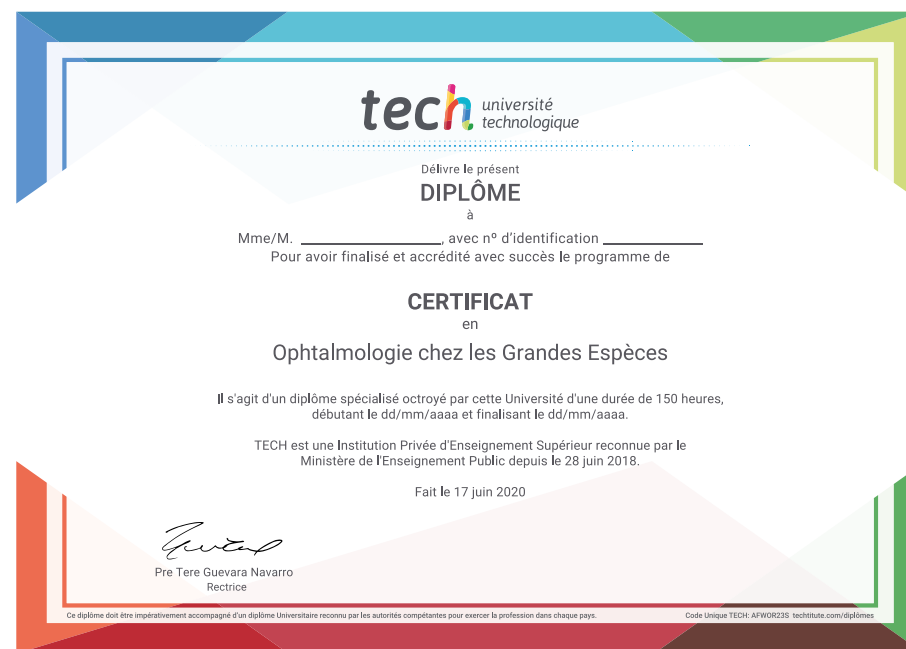 tech université
technologique
Délivre le présent
DIPLÔME
à
Mme/M. ____________________, avec nº d'identification ______________
Pour avoir finalisé et accrédité avec succès le programme de
CERTIFICAT
en
Ophtalmologie chez les Grandes Espèces
Il s'agit d'un diplôme spécialisé octroyé par cette Université d'une durée de 150 heures,
débutant le dd/mm/aaaa et finalisant le dd/mm/aaaa.
TECH est une Institution Privée d'Enseignement Supérieur reconnue par le
Ministère de l'Enseignement Public depuis le 28 juin 2018.
Fait le 17 juin 2020
Pre Tere Guevara Navarro
Rectrice
Ce diplôme doit être impérativement accompagné d'un diplôme Universitaire reconnu par les autorités compétantes pour exercer la profession dans chaque pays. Code Unique TECH: AFWOR23S techtitute.com/diplômes